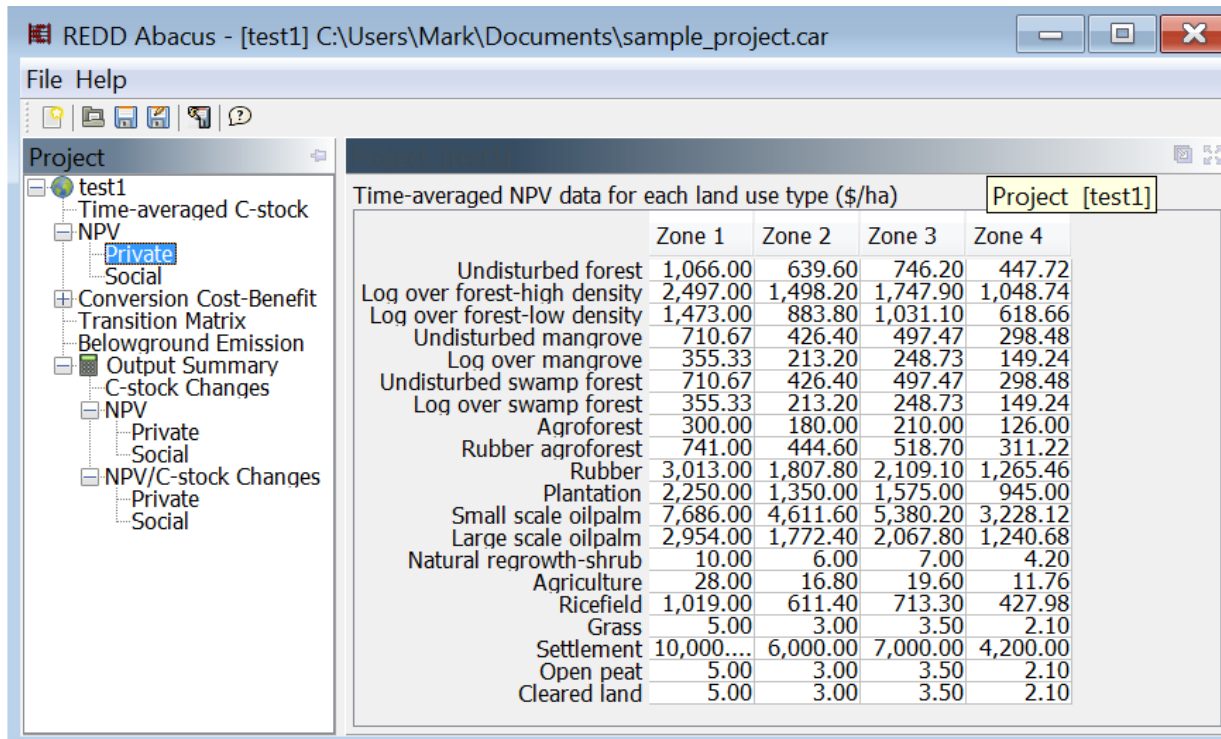 REDD Abacus - [test1] C:\Users\Mark\Documents\sample_project.car
File Help
Project
test1
Time-averaged C-stock
NPV
Private
Social
Conversion Cost-Benefit
Transition Matrix
Belowground Emission
Output Summary
C-stock Changes
NPV
Private
Social
NPV/C-stock Changes
Private
Social
Time-averaged NPV data for each land use type ($/ha)
Project [test1]
Zone 1 Zone 2 Zone 3 Zone 4
Undisturbed forest 1,066.00 639.60 746.20 447.72
Log over forest-high density 2,497.00 1,498.20 1,747.90 1,048.74
Log over forest-low density 1,473.00 883.80 1,031.10 618.66
Undisturbed mangrove 710.67 426.40 497.47 298.48
Log over mangrove 355.33 213.20 248.73 149.24
Undisturbed swamp forest 710.67 426.40 497.47 298.48
Log over swamp forest 355.33 213.20 248.73 149.24
Agroforest 300.00 180.00 210.00 126.00
Rubber agroforest 741.00 444.60 518.70 311.22
Rubber 3,013.00 1,807.80 2,109.10 1,265.46
Plantation 2,250.00 1,350.00 1,575.00 945.00
Small scale oilpalm 7,686.00 4,611.60 5,380.20 3,228.12
Large scale oilpalm 2,954.00 1,772.40 2,067.80 1,240.68
Natural regrowth-shrub 10.00 6.00 7.00 4.20
Agriculture 28.00 16.80 19.60 11.76
Ricefield 1,019.00 611.40 713.30 427.98
Grass 5.00 3.00 3.50 2.10
Settlement 10,000.... 6,000.00 7,000.00 4,200.00
Open peat 5.00 3.00 3.50 2.10
Cleared land 5.00 3.00 3.50 2.10